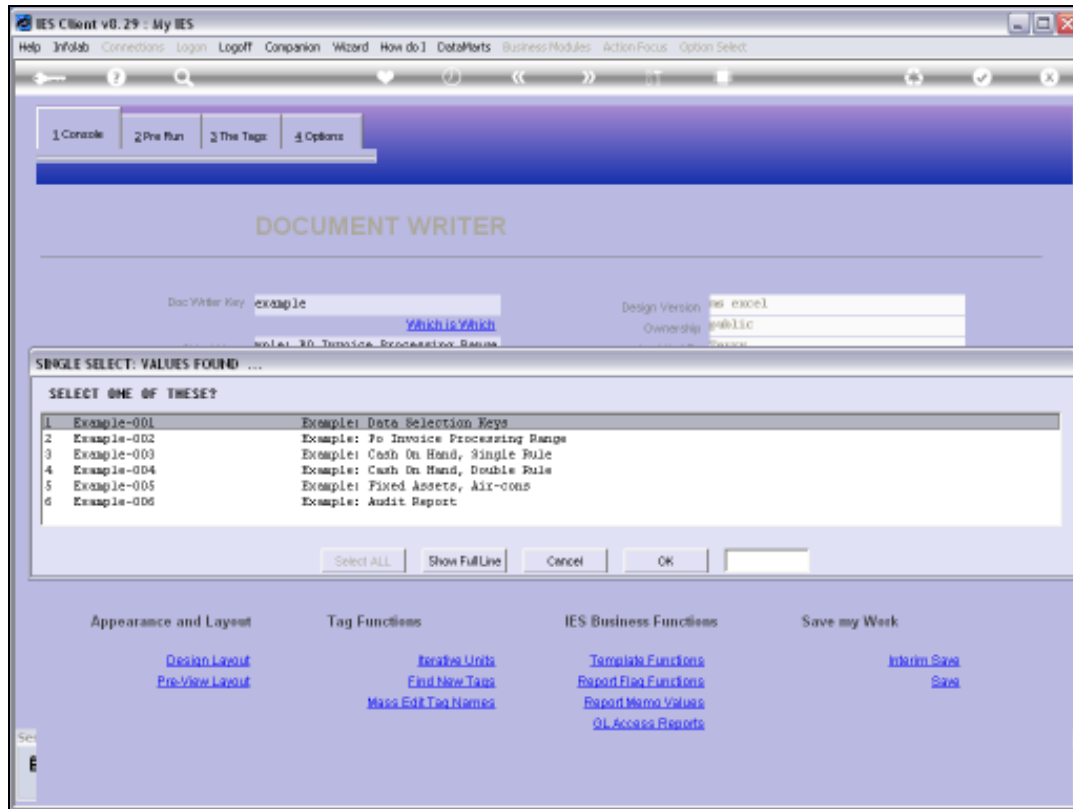 IES Client v8.29 : My IES
Help Infolab Connections Logon Logoff Companion Wizard How do I DataMarts Business Modules Action Focus Option Select
1 Console 2 Pre Run 3 The Tags 4 Options
DOCUMENT WRITER
Doc Writer Key example Design Version ms excel
Which is Which Ownership public
mple: PO Invoice Processing Range Terry
SINGLE SELECT: VALUES FOUND ...
SELECT ONE OF THESE?
1 Example-001 Example: Data Selection Keys
2 Example-002 Example: Po Invoice Processing Range
3 Example-003 Example: Cash On Hand, Single Rule
4 Example-004 Example: Cash On Hand, Double Rule
5 Example-005 Example: Fixed Assets, Air-cons
6 Example-006 Example: Audit Report
Select ALL Show Full Line Cancel OK
Appearance and Layout Tag Functions IES Business Functions Save my Work
Design Layout Iterative Units Template Functions Interim Save
Pre-View Layout Find New Tags Report Flag Functions Save
Mass Edit Tag Names Report Memo Values
GL Access Reports